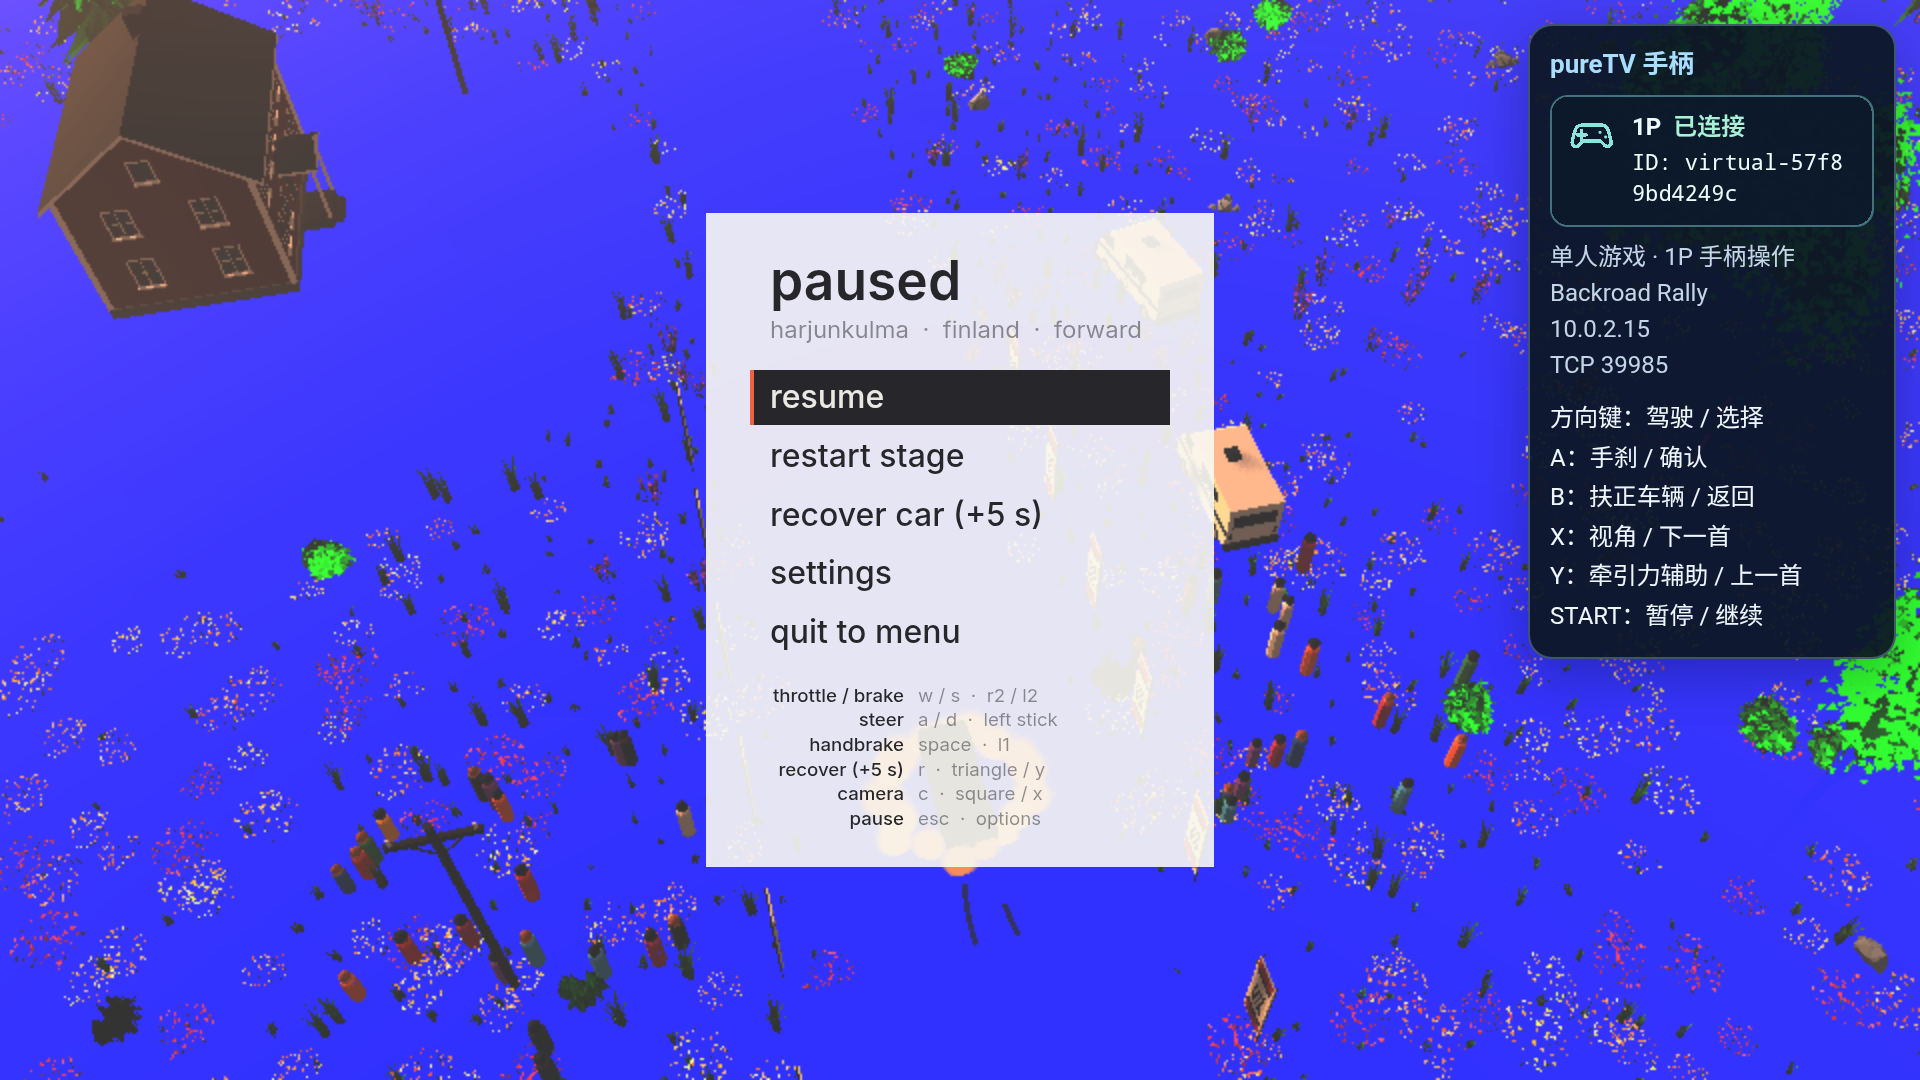 paused
harjunkulma · finland · forward
resume
restart stage
recover car (+5 s)
settings
quit to menu
throttle / brake w / s · r2 / l2
steer a / d · left stick
handbrake space · l1
recover (+5 s) r · triangle / y
camera c · square / x
pause esc · options
pureTV 手柄
1P 已连接
ID: virtual-57f8
9bd4249c
单人游戏 · 1P 手柄操作
Backroad Rally
10.0.2.15
TCP 39985
方向键：驾驶 / 选择
A：手刹 / 确认
B：扶正车辆 / 返回
X：视角 / 下一首
Y：牵引力辅助 / 上一首
START：暂停 / 继续